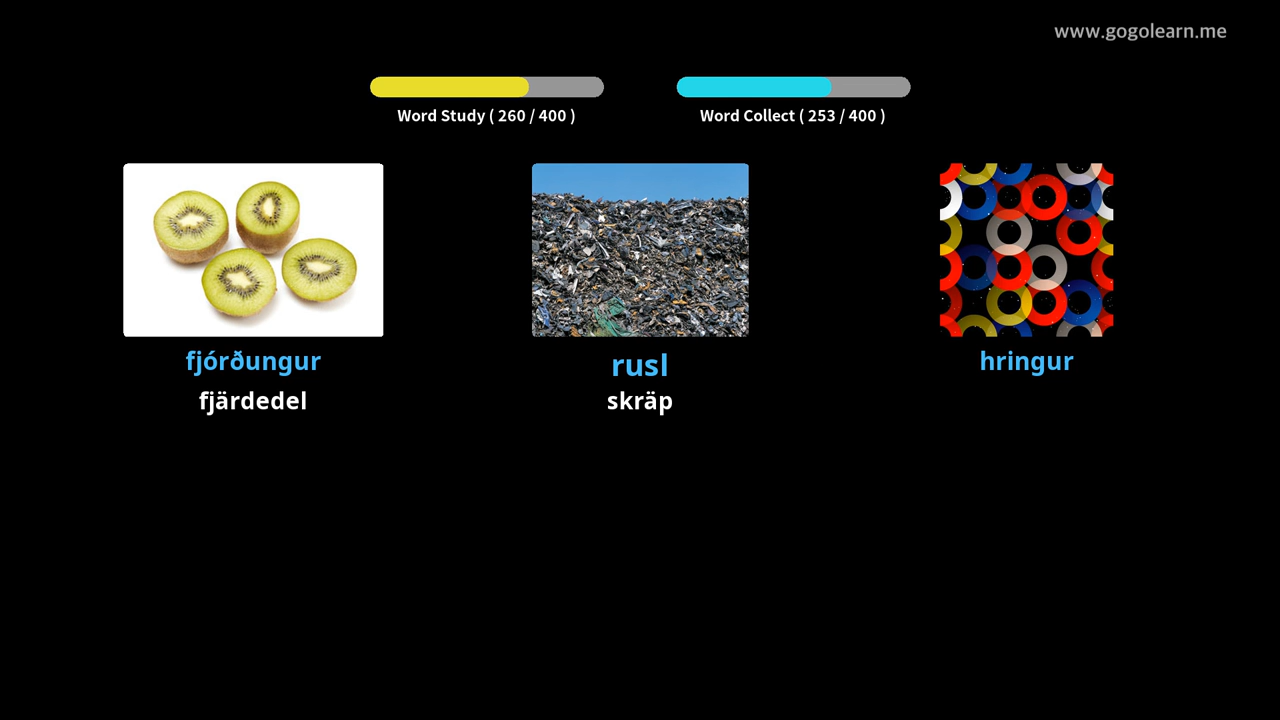 www.gogolearn.me
Word Study ( 260 / 400 )
Word Collect ( 253 / 400 )
fjórðungur
fjärdedel
rusl
skräp
hringur